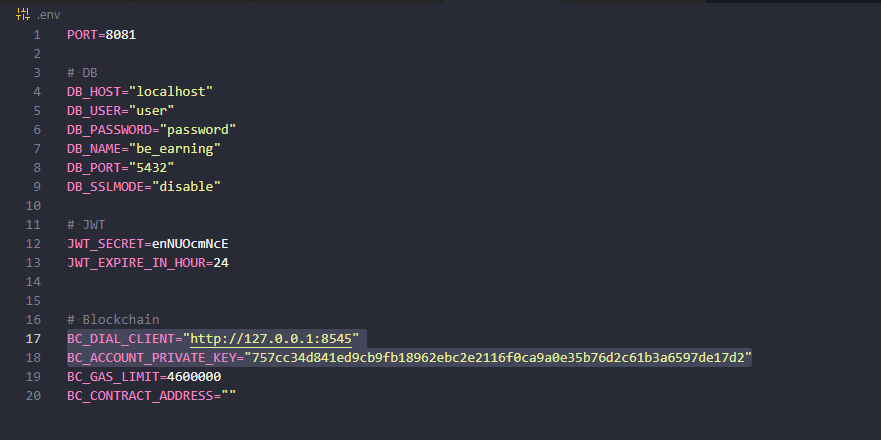 .env
1 PORT=8081
2
3 # DB
4 DB_HOST="localhost"
5 DB_USER="user"
6 DB_PASSWORD="password"
7 DB_NAME="be_earning"
8 DB_PORT="5432"
9 DB_SSLMODE="disable"
10
11 # JWT
12 JWT_SECRET=enNUOcmNcE
13 JWT_EXPIRE_IN_HOUR=24
14
15
16 # Blockchain
17 BC_DIAL_CLIENT="http://127.0.0.1:8545"
18 BC_ACCOUNT_PRIVATE_KEY="757cc34d841ed9cb9fb18962ebc2e2116f0ca9a0e35b76d2c61b3a6597de17d2"
19 BC_GAS_LIMIT=4600000
20 BC_CONTRACT_ADDRESS=""